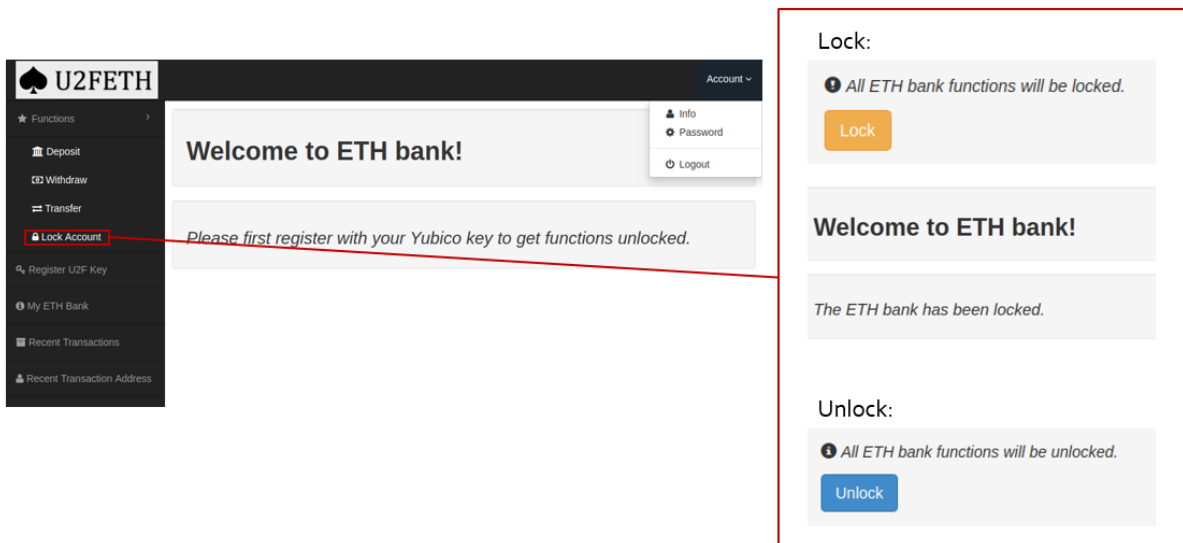 U2FETH
Account
Functions
Deposit
Withdraw
Transfer
Lock Account
Register U2F Key
My ETH Bank
Recent Transactions
Recent Transaction Address
Info
Password
Logout
Welcome to ETH bank!
Please first register with your Yubico key to get functions unlocked.
Lock:
All ETH bank functions will be locked.
Lock
Welcome to ETH bank!
The ETH bank has been locked.
Unlock:
All ETH bank functions will be unlocked.
Unlock